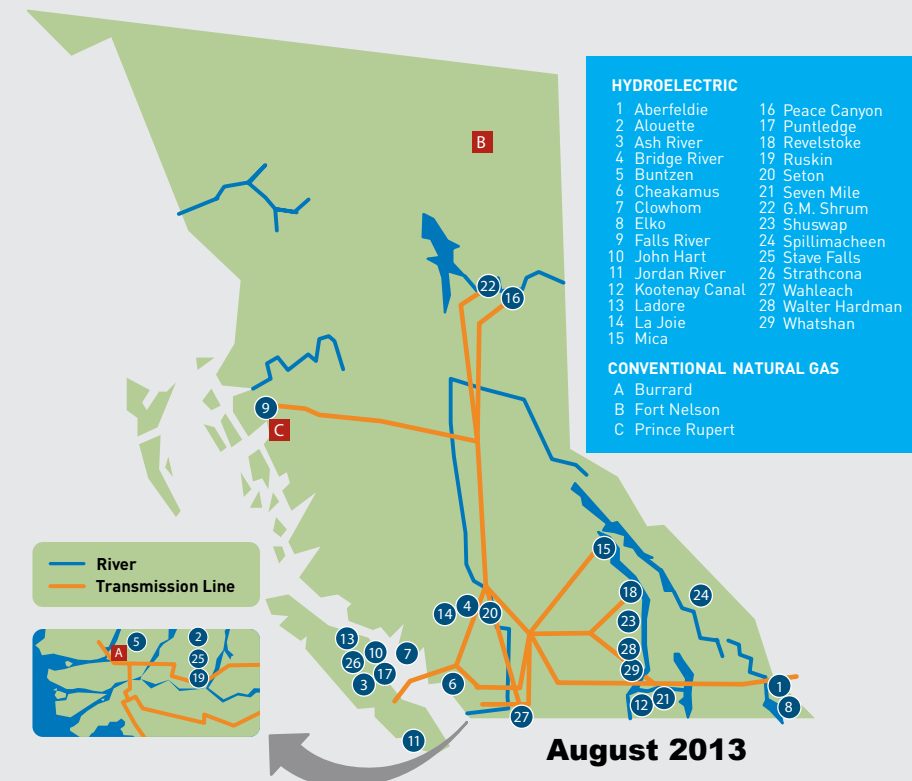 HYDROELECTRIC
1 Aberfeldie
2 Alouette
3 Ash River
4 Bridge River
5 Buntzen
6 Cheakamus
7 Clowhom
8 Elko
9 Falls River
10 John Hart
11 Jordan River
12 Kootenay Canal
13 Ladore
14 La Joie
15 Mica
16 Peace Canyon
17 Puntledge
18 Revelstoke
19 Ruskin
20 Seton
21 Seven Mile
22 G.M. Shrum
23 Shuswap
24 Spillimacheen
25 Stave Falls
26 Strathcona
27 Wahleach
28 Walter Hardman
29 Whatshan
CONVENTIONAL NATURAL GAS
A Burrard
B Fort Nelson
C Prince Rupert
B
22
16
9
C
15
18
24
14
4
20
23
13
10
7
28
26
17
29
3
6
12
21
1
8
27
11
River
Transmission Line
5
2
A
25
19
August 2013